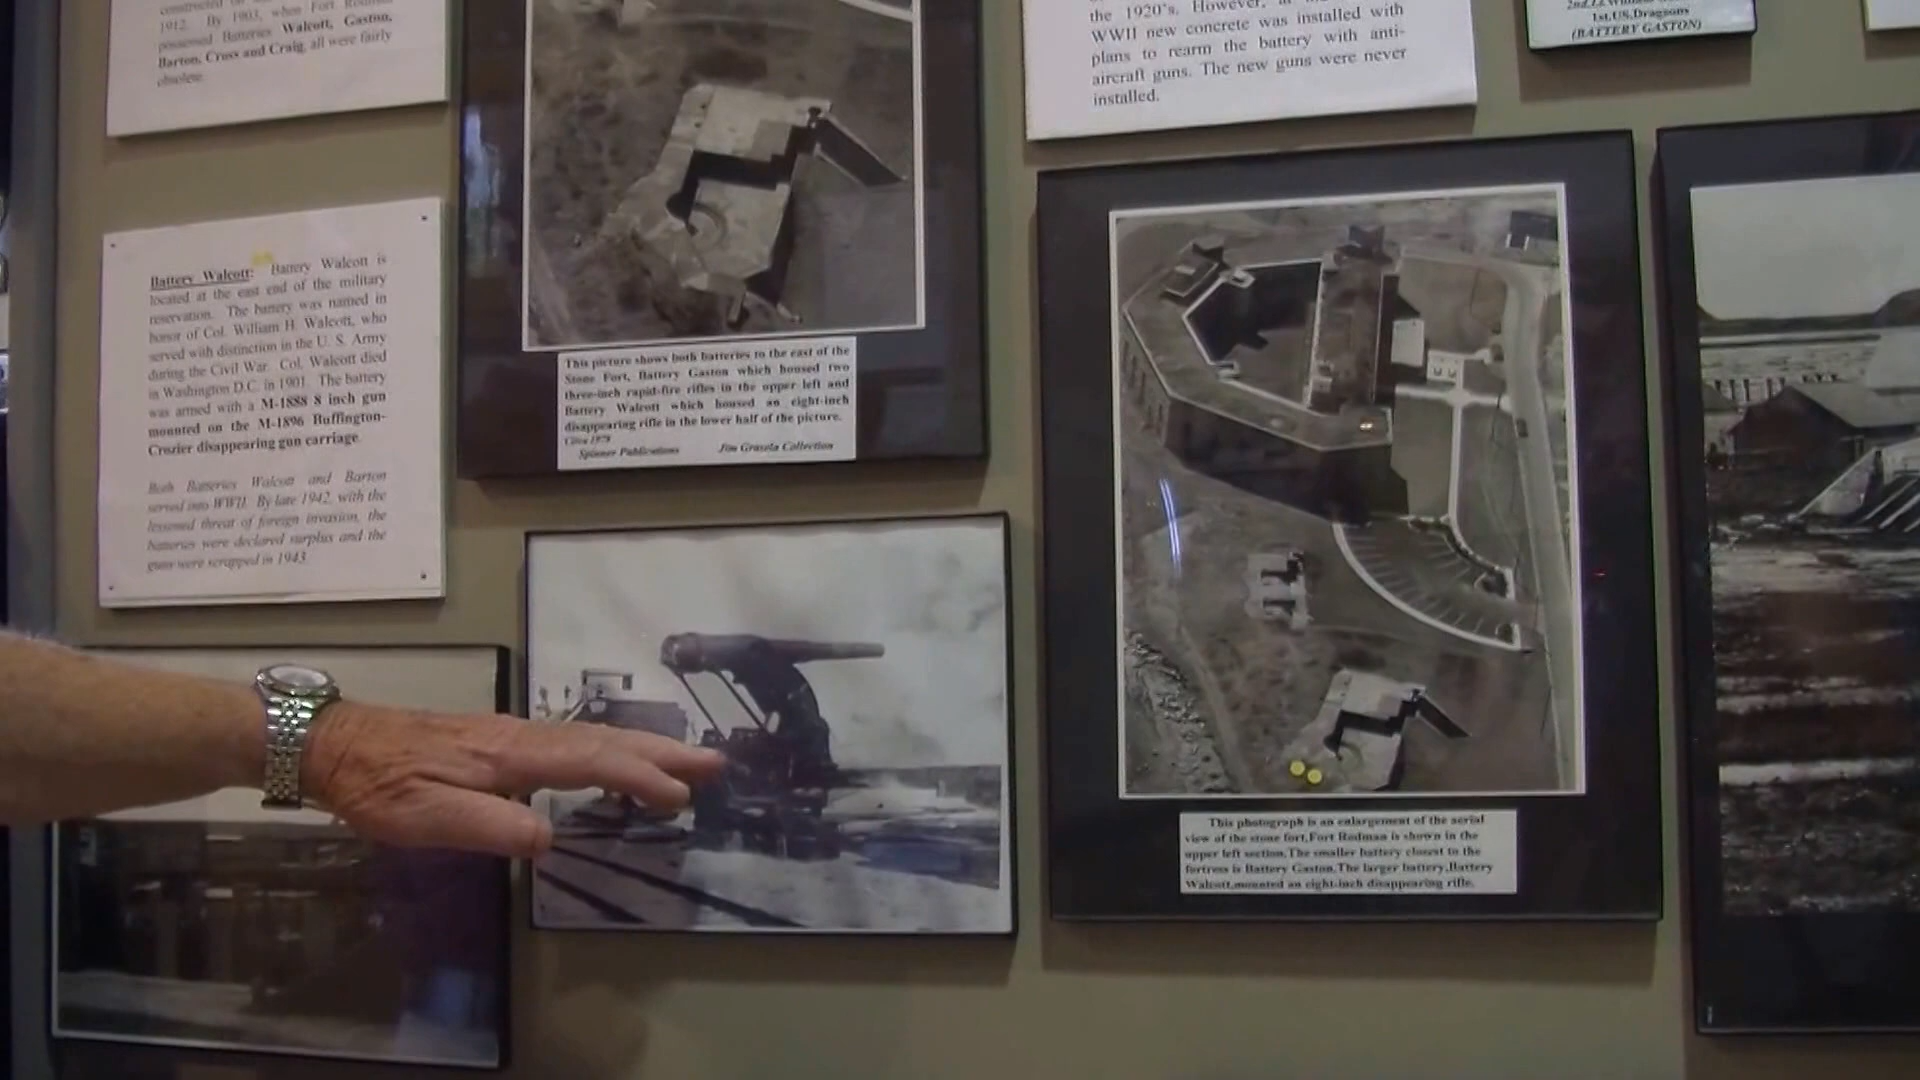 constructed on
1912. By 1903, when Fort Rodman
possessed Batteries Walcott, Gaston,
Barton, Cross and Craig, all were fairly
obsolete.
the 1920's. However,
WWII new concrete was installed with
plans to rearm the battery with anti-
aircraft guns. The new guns were never
installed.
1st.US.Dragoons
(BATTERY GASTON)
Battery Walcott: Battery Walcott is
located at the east end of the military
reservation. The battery was named in
honor of Col. William H. Walcott, who
served with distinction in the U. S. Army
during the Civil War. Col. Walcott died
in Washington D.C. in 1901. The battery
was armed with a M-1888 8 inch gun
mounted on the M-1896 Buffington-
Crozier disappearing gun carriage.
Both Batteries Walcott and Barton
served into WWII. By late 1942, with the
lessened threat of foreign invasion, the
batteries were declared surplus and the
guns were scrapped in 1943.
This picture shows both batteries to the east of the
Stone Fort, Battery Gaston which housed two
three-inch rapid-fire rifles in the upper left and
Battery Walcott which housed an eight-inch
disappearing rifle in the lower half of the picture.
Circa
Spinner Publications Jim Grasela Collection
This photograph is an enlargement of the aerial
view of the stone fort,Fort Rodman is shown in the
upper left section.The smaller battery closest to the
fortress is Battery Gaston.The larger battery,Battery
Walcott,mounted an eight-inch disappearing rifle.